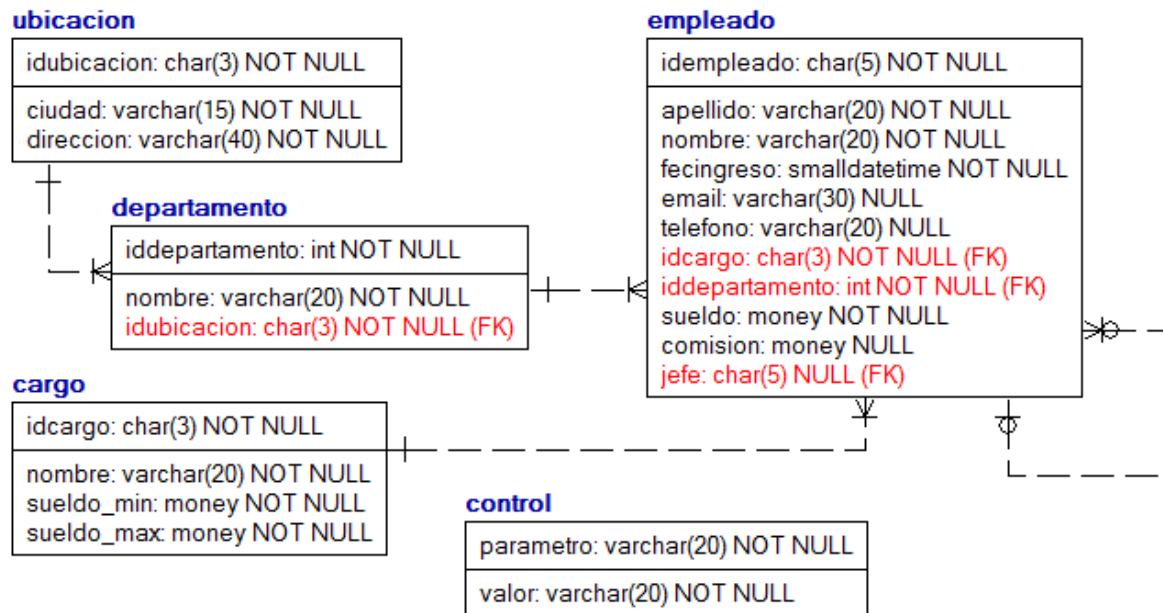 ubicacion
idubicacion: char(3) NOT NULL
ciudad: varchar(15) NOT NULL
direccion: varchar(40) NOT NULL
departamento
iddepartamento: int NOT NULL
nombre: varchar(20) NOT NULL
idubicacion: char(3) NOT NULL (FK)
empleado
idempleado: char(5) NOT NULL
apellido: varchar(20) NOT NULL
nombre: varchar(20) NOT NULL
fecingreso: smalldatetime NOT NULL
email: varchar(30) NULL
telefono: varchar(20) NULL
idcargo: char(3) NOT NULL (FK)
iddepartamento: int NOT NULL (FK)
sueldo: money NOT NULL
comision: money NULL
jefe: char(5) NULL (FK)
cargo
idcargo: char(3) NOT NULL
nombre: varchar(20) NOT NULL
sueldo_min: money NOT NULL
sueldo_max: money NOT NULL
control
parametro: varchar(20) NOT NULL
valor: varchar(20) NOT NULL